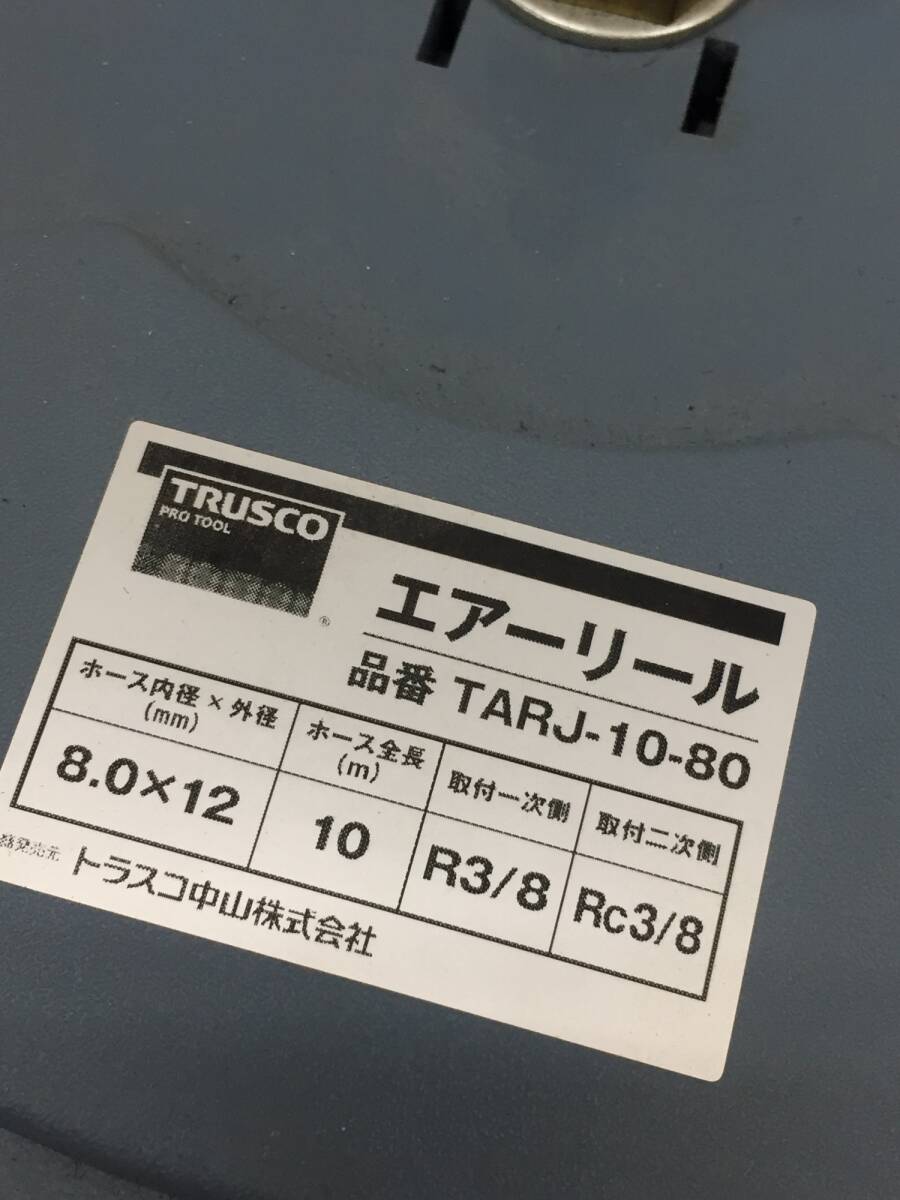 TRUSCO
PRO TOOL
®
エアーリール
品番 TARJ-10-80
ホース内径×外径
(mm)
ホース全長
(m)
取付一次側
取付二次側
8.0×12
10
R3/8
Rc3/8
発売元 トラスコ中山株式会社